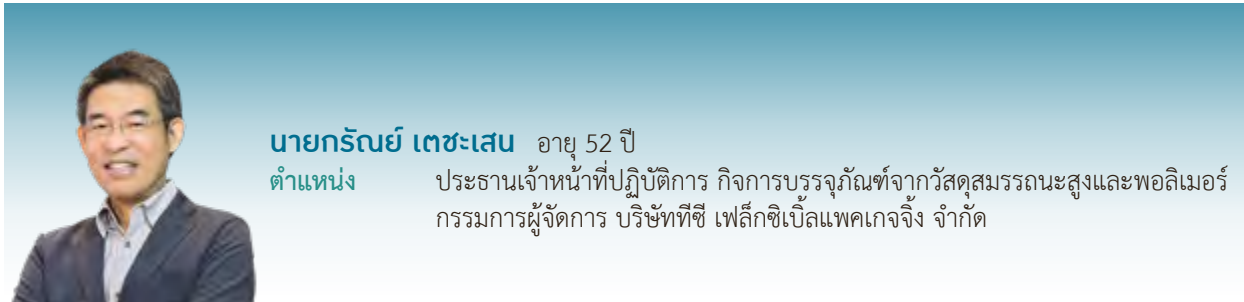 นายกรัณย์ เตชะเสน อายุ 52 ปี
ตำแหน่ง ประธานเจ้าหน้าที่ปฏิบัติการ กิจการบรรจุภัณฑ์จากวัสดุสมรรถนะสูงและพอลิเมอร์
กรรมการผู้จัดการ บริษัททีซี เฟล็กซิเบิ้ลแพคเกจจิ้ง จำกัด